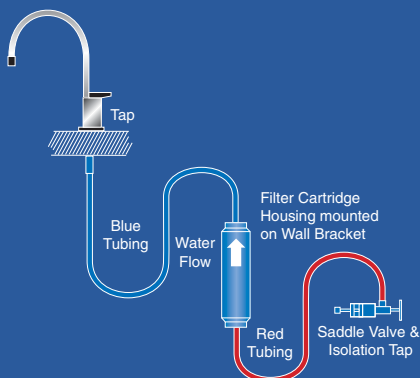 Tap
Blue
Tubing
Water
Flow
Filter Cartridge
Housing mounted
on Wall Bracket
Red
Tubing
Saddle Valve &
Isolation Tap